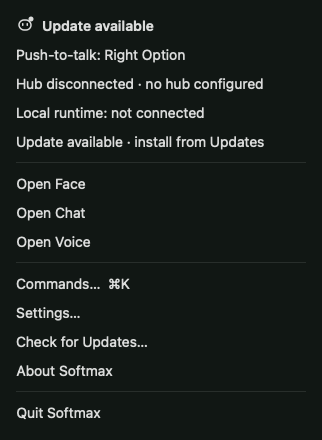 Update available
Push-to-talk: Right Option
Hub disconnected · no hub configured
Local runtime: not connected
Update available · install from Updates
Open Face
Open Chat
Open Voice
Commands... ⌘K
Settings...
Check for Updates...
About Softmax
Quit Softmax